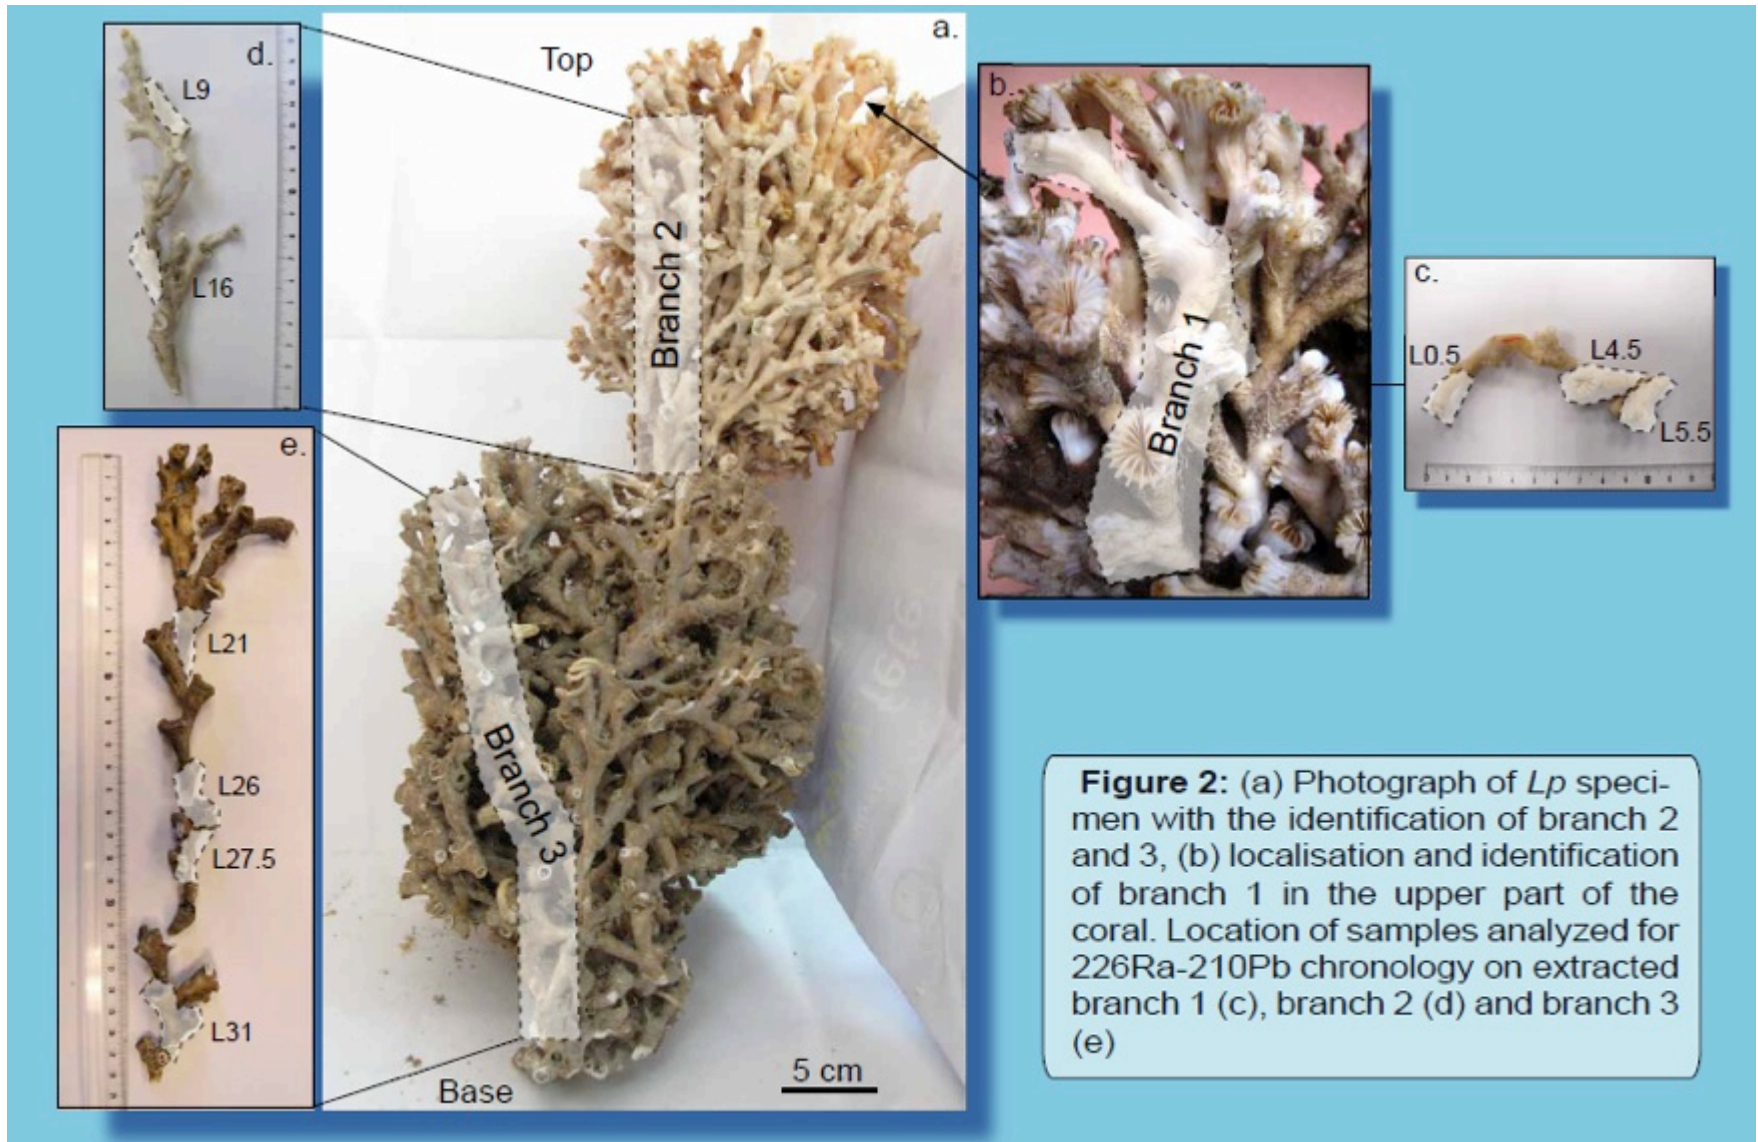 d.
L9
L16
a.
Top
Branch 2
b.
Branch 1
c.
L0.5
L4.5
L5.5
e.
L21
L26
L27.5
L31
Branch 3
Base
5 cm
Figure 2: (a) Photograph of Lp speci-
men with the identification of branch 2
and 3, (b) localisation and identification
of branch 1 in the upper part of the
coral. Location of samples analyzed for
226Ra-210Pb chronology on extracted
branch 1 (c), branch 2 (d) and branch 3
(e)